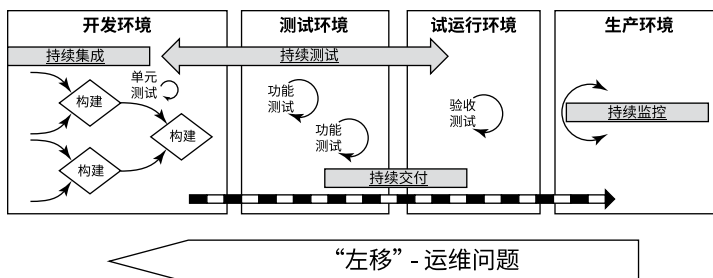 开发环境
测试环境
试运行环境
生产环境
持续集成
持续测试
单元
测试
构建
构建
构建
功能
测试
功能
测试
验收
测试
持续监控
持续交付
“左移” - 运维问题